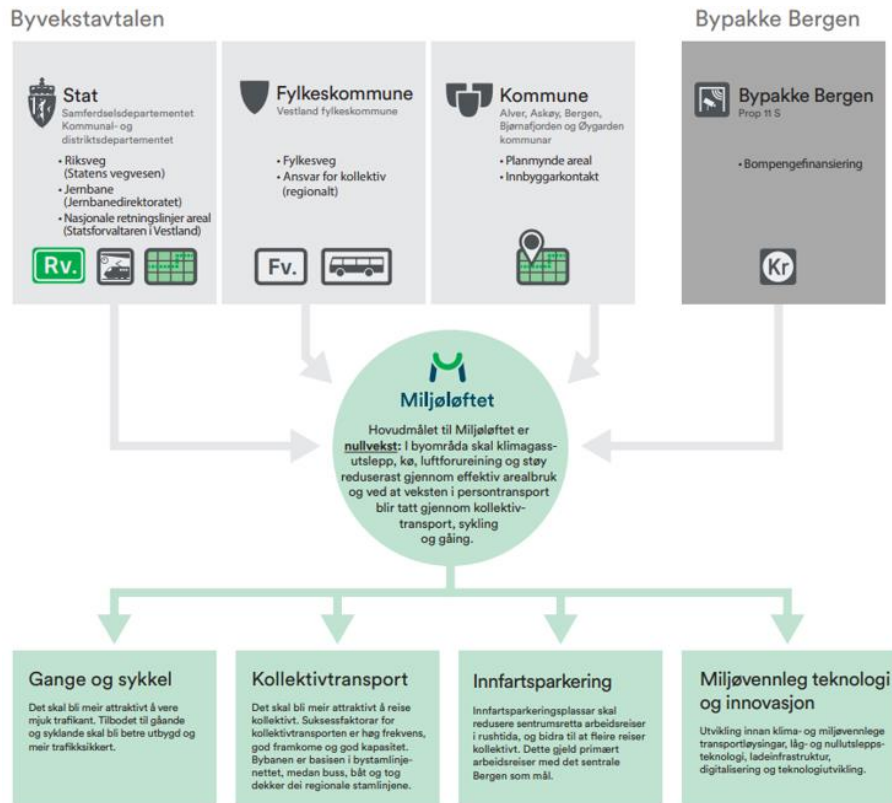 Byvekstavtalen
Bypakke Bergen
Stat
Samferdselsdepartementet
Kommunal- og
distriktsdepartementet
• Riksveg
(Statens vegvesen)
• Jernbane
(Jernbanedirektoratet)
• Nasjonale retningslinjer areal
(Statsforvaltaren i Vestland)
Rv.
Fylkeskommune
Vestland fylkeskommune
• Fylkesveg
• Ansvar for kollektiv
(regionalt)
Fv.
Kommune
Alver, Askøy, Bergen,
Bjørnafjorden og Øygarden
kommunar
• Planmynde areal
• Innbyggarkontakt
Bypakke Bergen
Prop 11 S
• Bompengefinansiering
Kr
Miljøløftet
Hovudmålet til Miljøløftet er
nullvekst: I byområda skal klimagass-
utslepp, kø, luftforureining og støy
reduserast gjennom effektiv arealbruk
og ved at veksten i persontransport
blir tatt gjennom kollektiv-
transport, sykling
og gåing.
Gange og sykkel
Det skal bli meir attraktivt å vere
mjuk trafikant. Tilbodet til gåande
og syklande skal bli betre utbygd og
meir trafikksikkert.
Kollektivtransport
Det skal bli meir attraktivt å reise
kollektivt. Suksessfaktorar for
kollektivtransporten er høg frekvens,
god framkome og god kapasitet.
Bybanen er basisen i bystamlinje-
nettet, medan buss, båt og tog
dekker dei regionale stamlinjene.
Innfartsparkering
Innfartsparkeringsplassar skal
redusere sentrumsretta arbeidsreiser
i rushtida, og bidra til at fleire reiser
kollektivt. Dette gjeld primært
arbeidsreiser med det sentrale
Bergen som mål.
Miljøvennleg teknologi
og innovasjon
Utvikling innan klima- og miljøvennlege
transportløysingar, låg- og nullutslepps-
teknologi, ladeinfrastruktur,
digitalisering og teknologiutvikling.